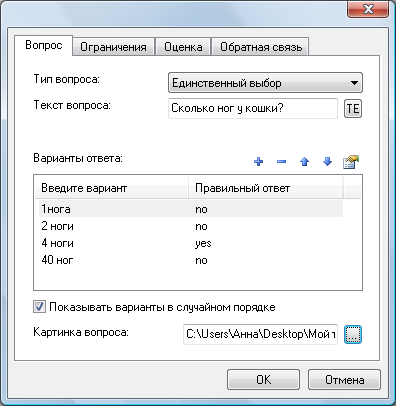 Вопрос Ограничения Оценка Обратная связь
Тип вопроса: Единственный выбор
Текст вопроса: Сколько ног у кошки? TE
Варианты ответа:
Введите вариант Правильный ответ
1нога no
2 ноги no
4 ноги yes
40 ног no
Показывать варианты в случайном порядке
Картинка вопроса: C:\Users\Анна\Desktop\Мой ...
OK Отмена